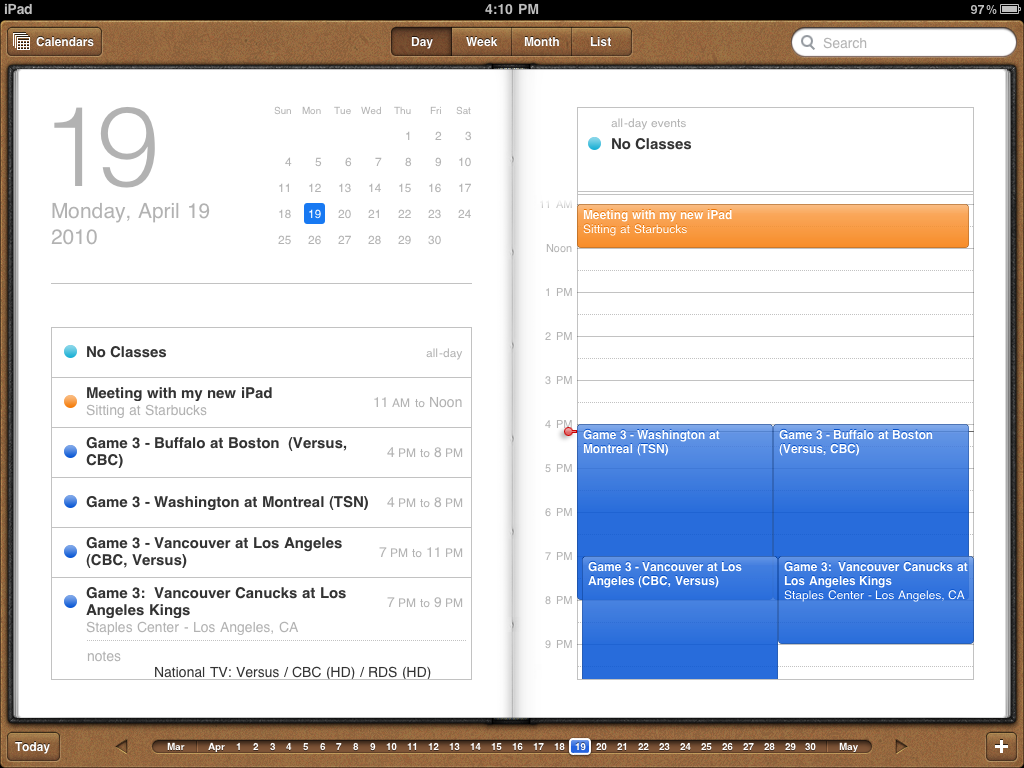 iPad
4:10 PM
97%
Calendars
Day
Week
Month
List
Search
19
Monday, April 19
2010
Sun Mon Tue Wed Thu Fri Sat
1 2 3
4 5 6 7 8 9 10
11 12 13 14 15 16 17
18 19 20 21 22 23 24
25 26 27 28 29 30
No Classes
all-day
Meeting with my new iPad
Sitting at Starbucks
11 AM to Noon
Game 3 - Buffalo at Boston (Versus,
CBC)
4 PM to 8 PM
Game 3 - Washington at Montreal (TSN)
4 PM to 8 PM
Game 3 - Vancouver at Los Angeles
(CBC, Versus)
7 PM to 11 PM
Game 3: Vancouver Canucks at Los
Angeles Kings
Staples Center - Los Angeles, CA
7 PM to 9 PM
notes
National TV: Versus / CBC (HD) / RDS (HD)
all-day events
No Classes
11 AM
Meeting with my new iPad
Sitting at Starbucks
Noon
1 PM
2 PM
3 PM
4 PM
Game 3 - Washington at
Montreal (TSN)
Game 3 - Buffalo at Boston
(Versus, CBC)
5 PM
6 PM
7 PM
Game 3 - Vancouver at Los
Angeles (CBC, Versus)
Game 3: Vancouver Canucks at
Los Angeles Kings
Staples Center - Los Angeles, CA
8 PM
9 PM
Today
Mar Apr 1 2 3 4 5 6 7 8 9 10 11 12 13 14 15 16 17 18 19 20 21 22 23 24 25 26 27 28 29 30 May